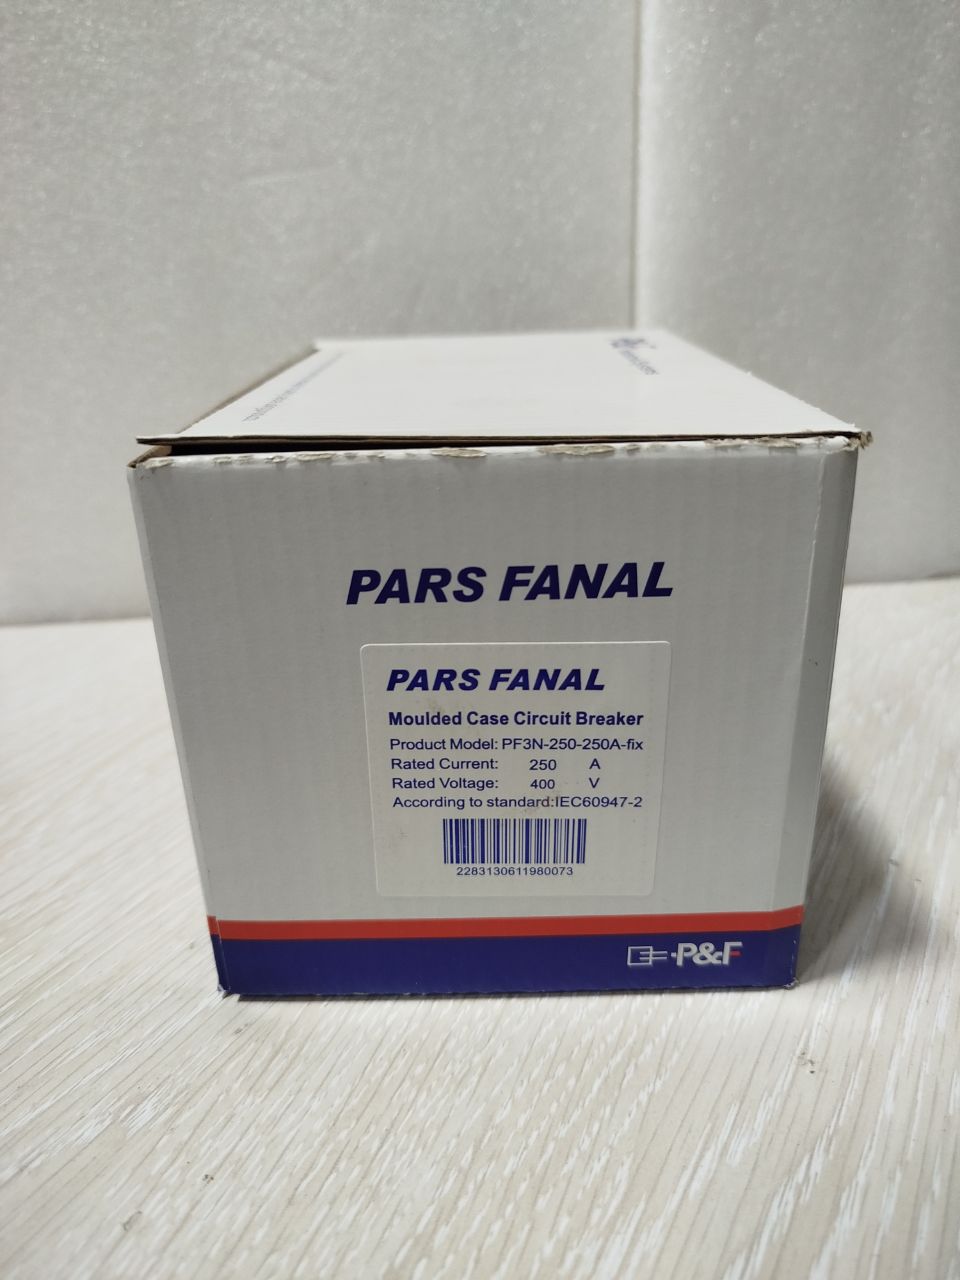 PARS FANAL
PARS FANAL
Moulded Case Circuit Breaker
Product Model: PF3N-250-250A-fix
Rated Current: 250 A
Rated Voltage: 400 V
According to standard:IEC60947-2
2283130611980073
P&F